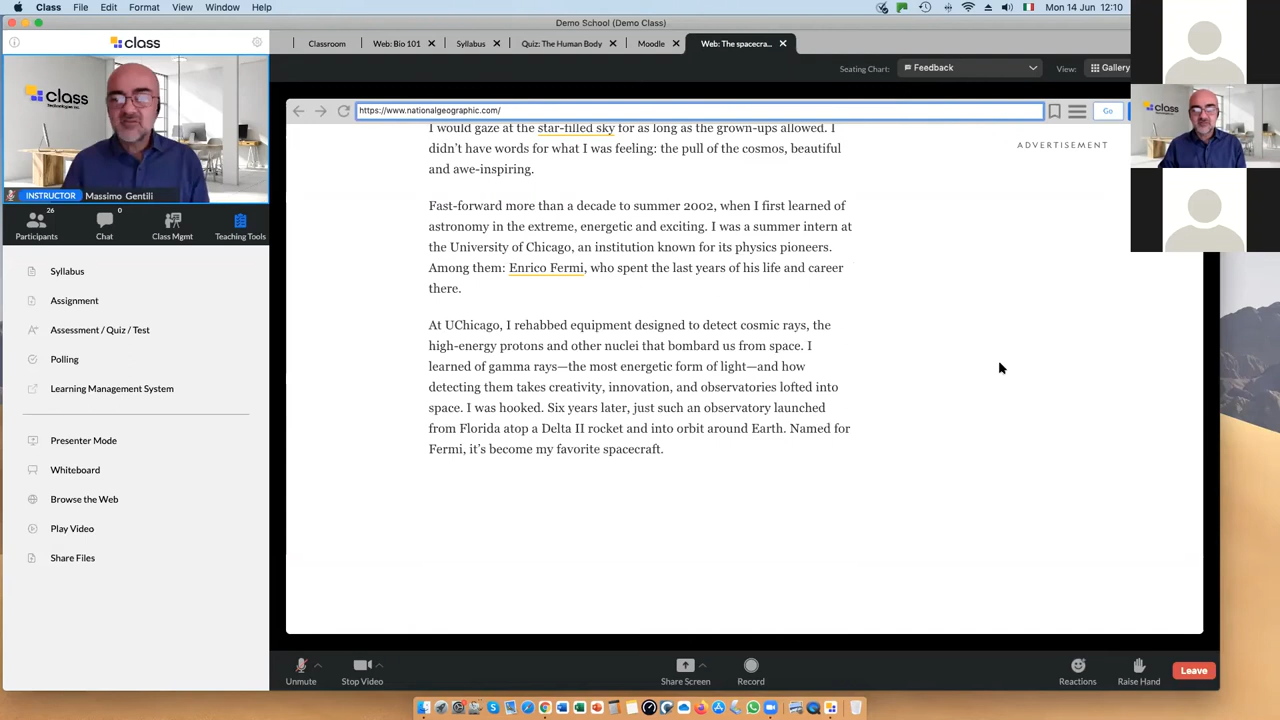 Class File Edit Format View Window Help
Mon 14 Jun 12:10
Demo School (Demo Class)
class
Classroom
Web: Bio 101
Syllabus
Quiz: The Human Body
Moodle
Web: The spacecra...
Seating Chart:
Feedback
View:
Gallery
class
technologies inc.
INSTRUCTOR Massimo Gentili
26
Participants
0
Chat
Class Mgmt
Teaching Tools
Syllabus
Assignment
Assessment / Quiz / Test
Polling
Learning Management System
Presenter Mode
Whiteboard
Browse the Web
Play Video
Share Files
https://www.nationalgeographic.com/
Go
I would gaze at the star-filled sky for as long as the grown-ups allowed. I
didn't have words for what I was feeling: the pull of the cosmos, beautiful
and awe-inspiring.
ADVERTISEMENT
Fast-forward more than a decade to summer 2002, when I first learned of
astronomy in the extreme, energetic and exciting. I was a summer intern at
the University of Chicago, an institution known for its physics pioneers.
Among them: Enrico Fermi, who spent the last years of his life and career
there.
At UChicago, I rehabbed equipment designed to detect cosmic rays, the
high-energy protons and other nuclei that bombard us from space. I
learned of gamma rays—the most energetic form of light—and how
detecting them takes creativity, innovation, and observatories lofted into
space. I was hooked. Six years later, just such an observatory launched
from Florida atop a Delta II rocket and into orbit around Earth. Named for
Fermi, it's become my favorite spacecraft.
class
Unmute
Stop Video
Share Screen
Record
Reactions
Raise Hand
Leave